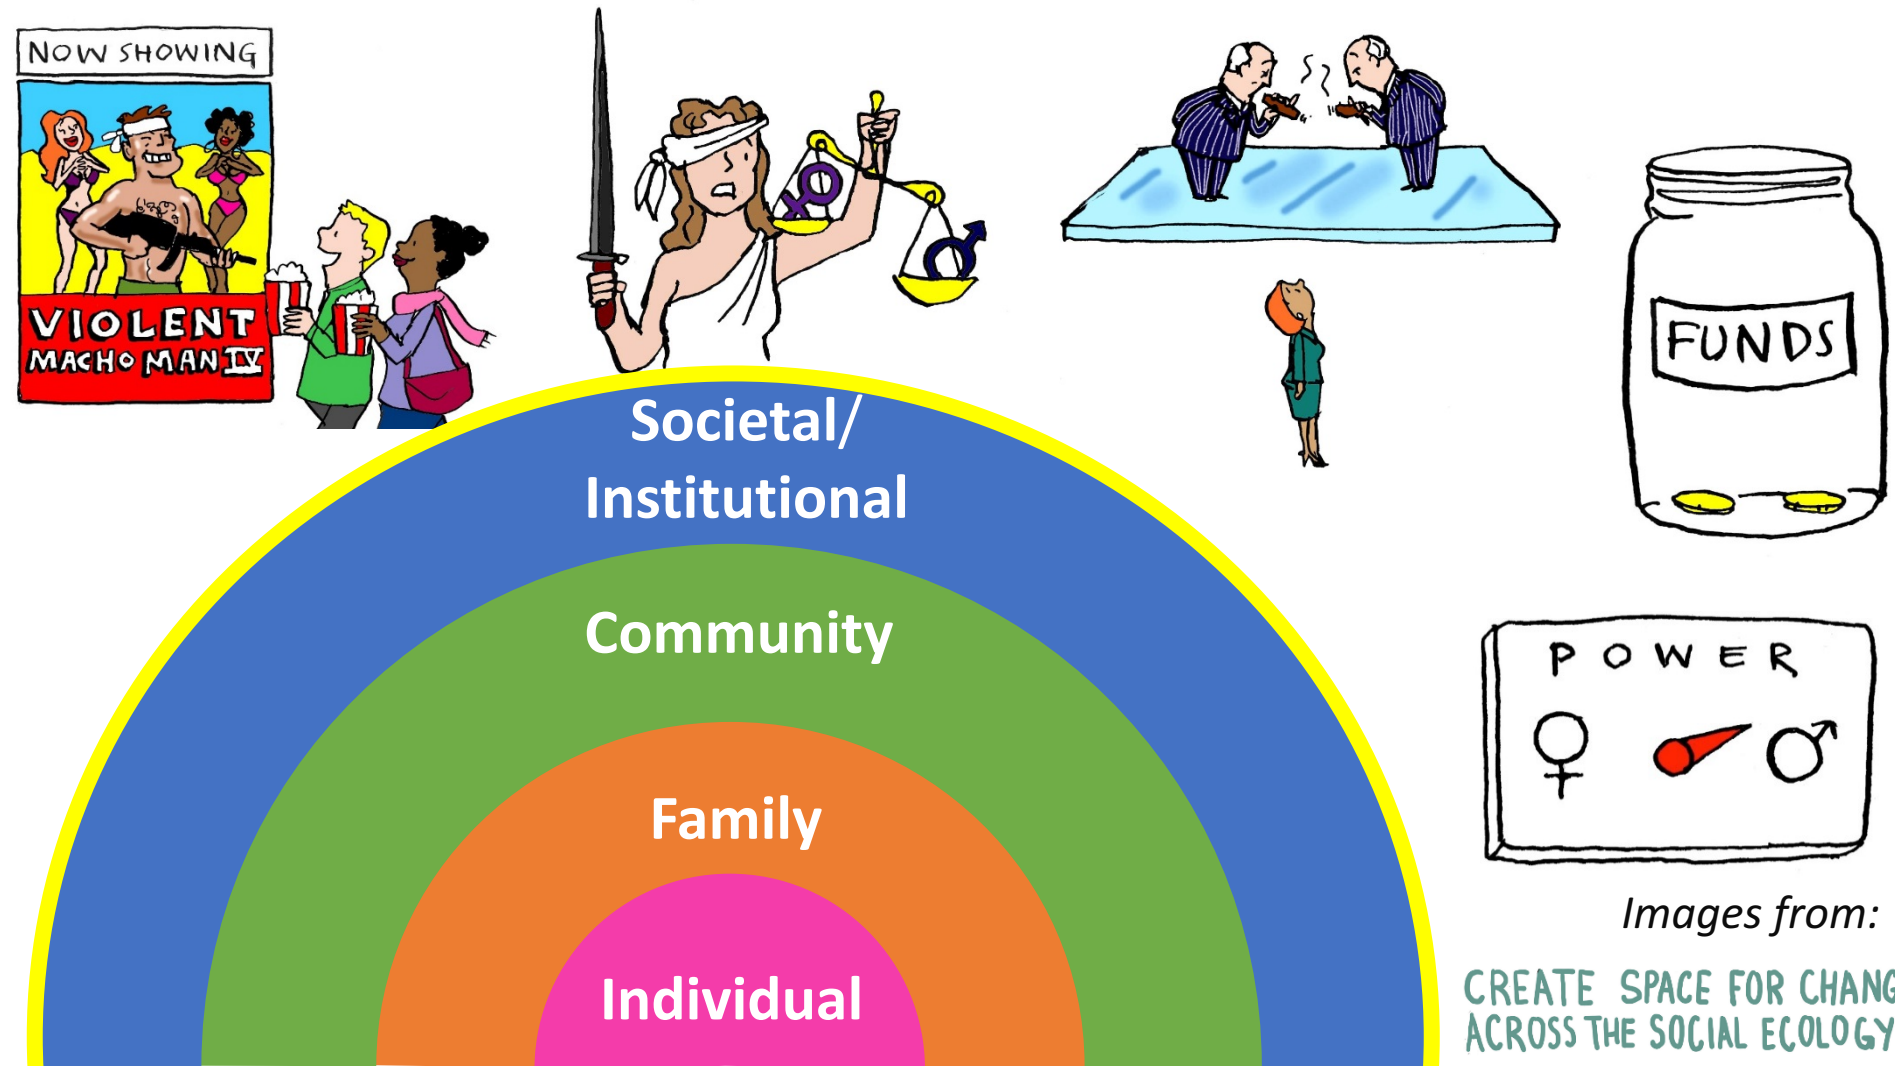 NOW SHOWING
VIOLENT
MACHO MAN IV
FUNDS
Societal/
Institutional
Community
Family
Individual
POWER
Images from:
CREATE SPACE FOR CHANG
ACROSS THE SOCIAL ECOLOGY